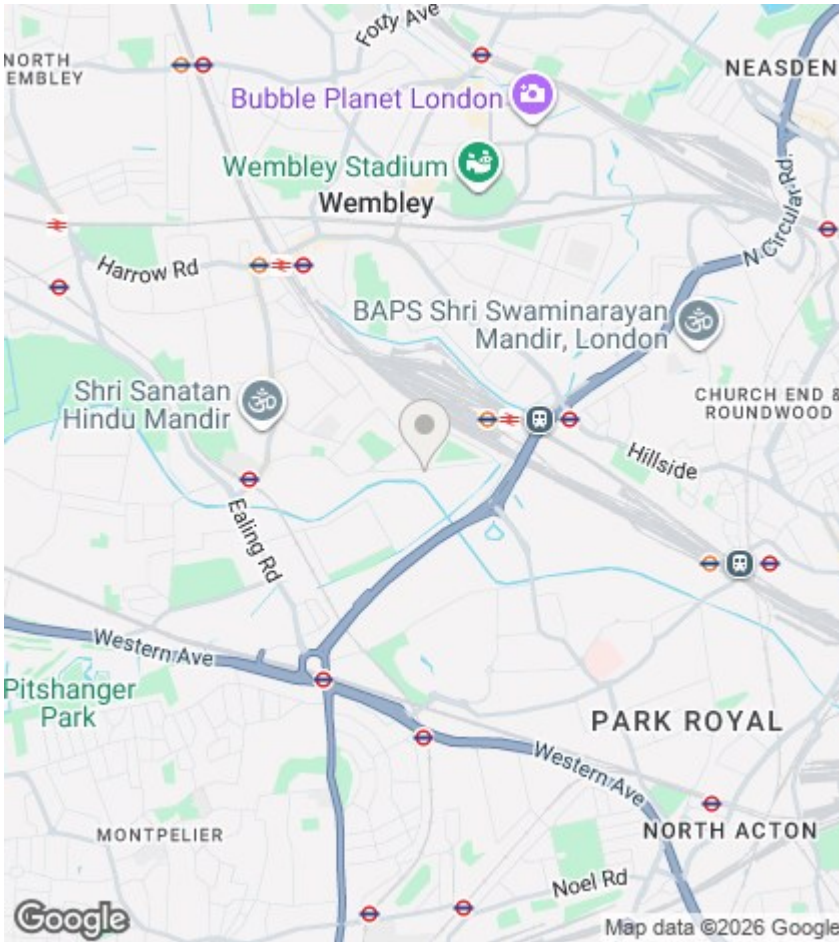 Forty Ave
NORTH
EMBLEY
NEASDEN
Bubble Planet London
Wembley Stadium
Wembley
N Circular Rd.
Harrow Rd
BAPS Shri Swaminarayan
Mandir, London
Shri Sanatan
Hindu Mandir
CHURCH END &
ROUNDWOOD
Hillside
Ealing Rd
Western Ave
Pitshanger
Park
PARK ROYAL
Western Ave
MONTPELIER
NORTH ACTON
Noel Rd
Google
Map data ©2026 Google